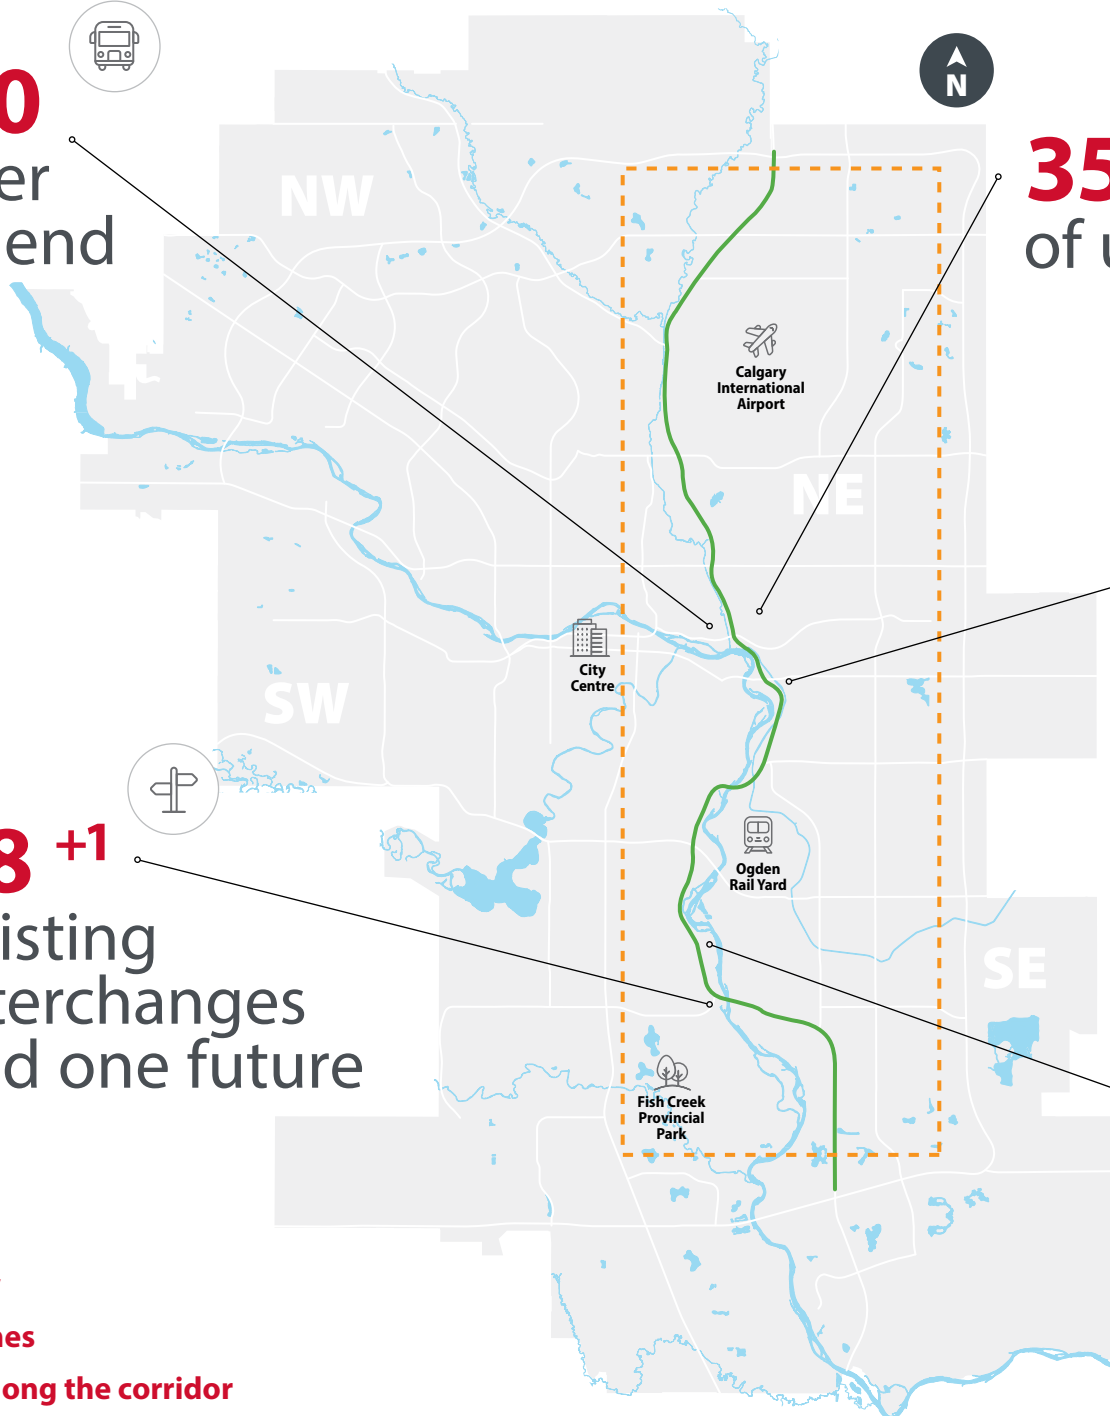 0
er
end
N
35
of u
NW
Calgary
International
Airport
NE
City
Centre
SW
8 +1
isting
terchanges
d one future
Ogden
Rail Yard
SE
Fish Creek
Provincial
Park
nes
ong the corridor